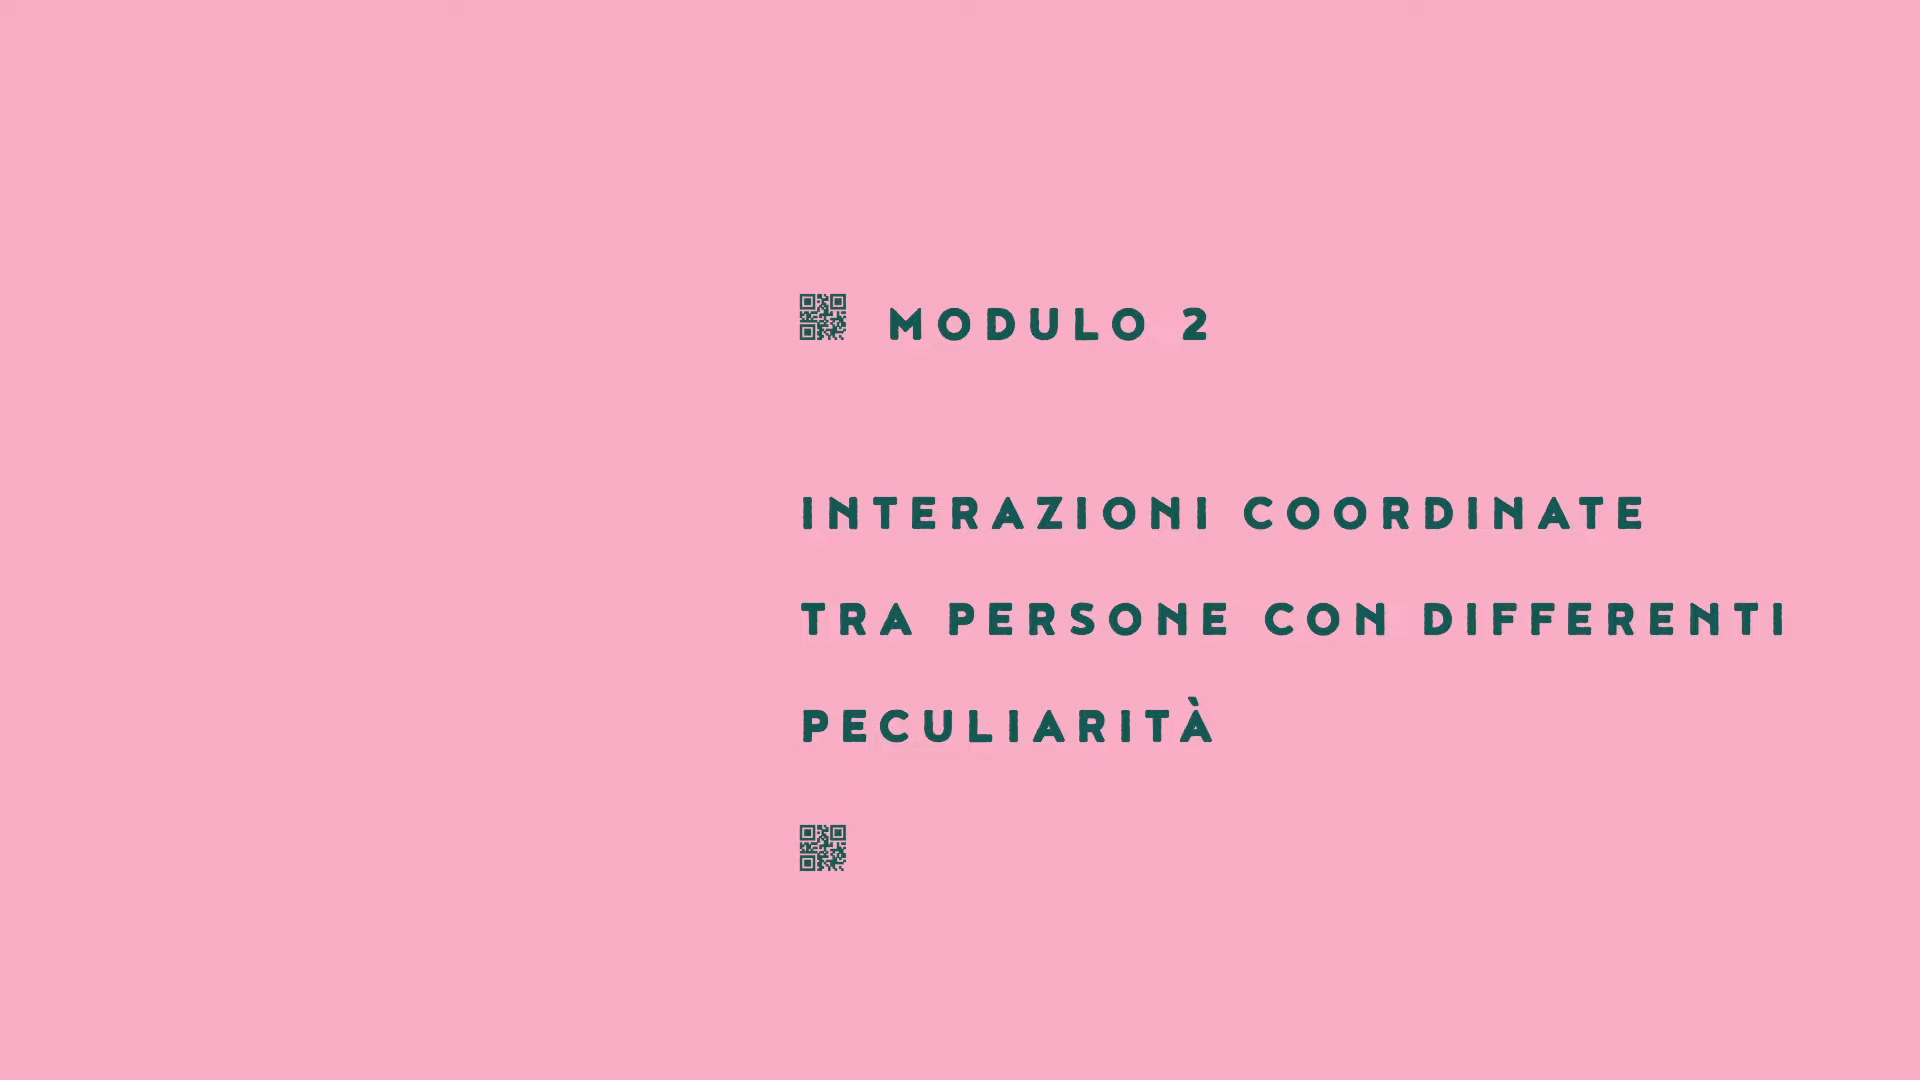 MODULO 2
INTERAZIONI COORDINATE
TRA PERSONE CON DIFFERENTI
PECULIARITÀ